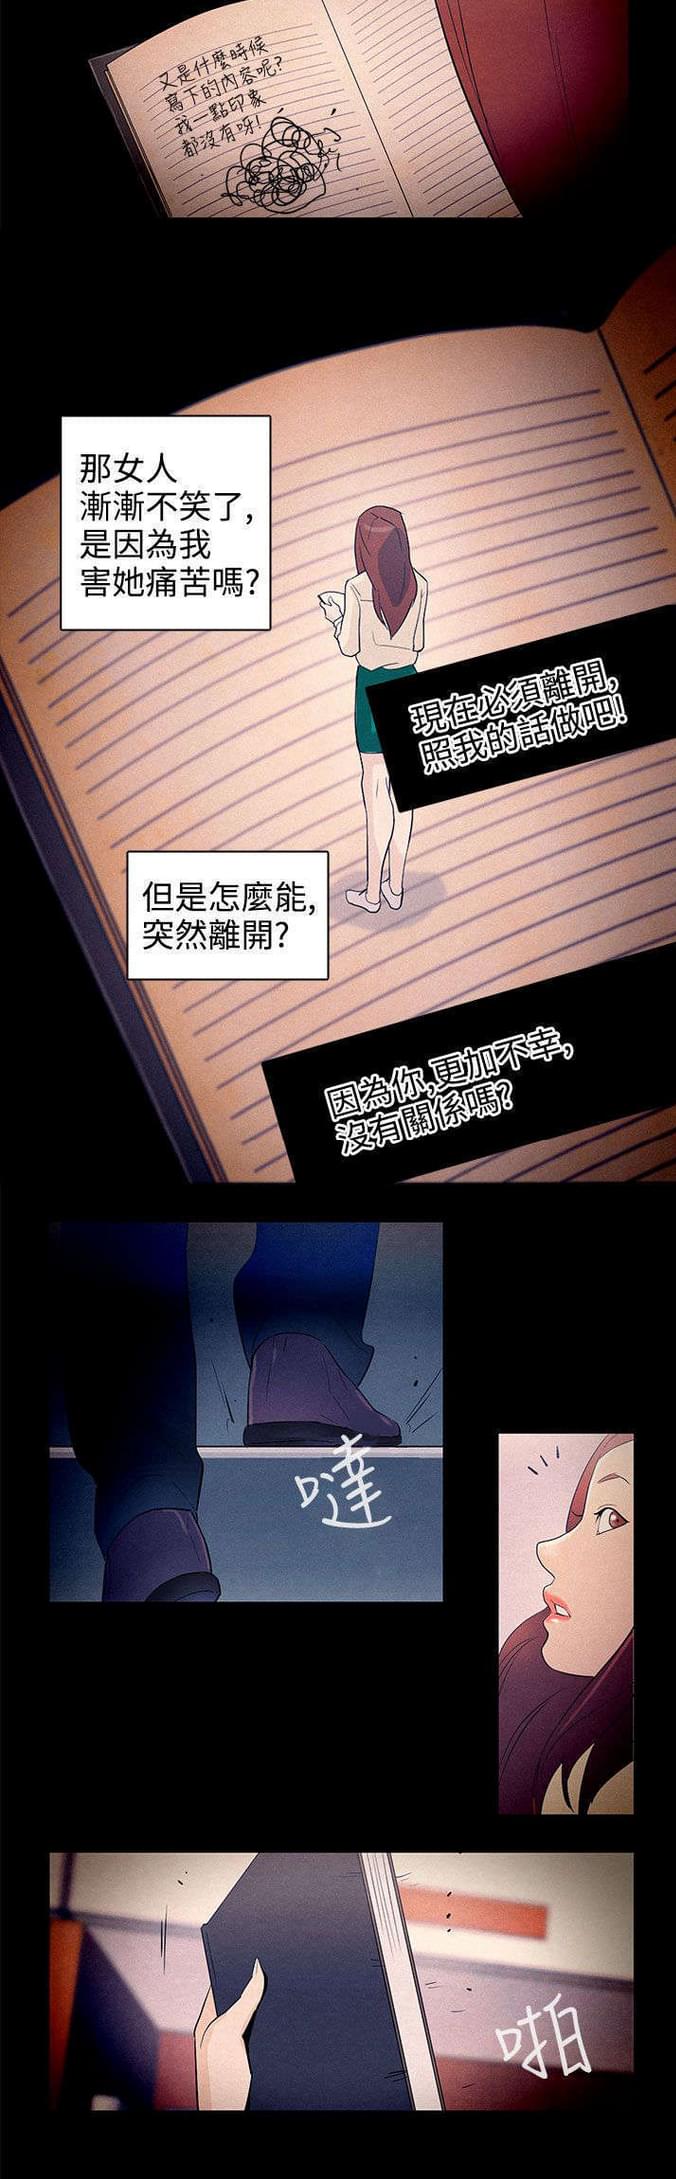 又是什麼時候
寫下的內容呢?
我一點印象
都沒有呀!
那女人
漸漸不笑了,
是因為我
害她痛苦嗎?
現在必須離開,
照我的話做吧!
但是怎麼能,
突然離開?
因為你,更加不幸,
沒有關係嗎?
噠
啪